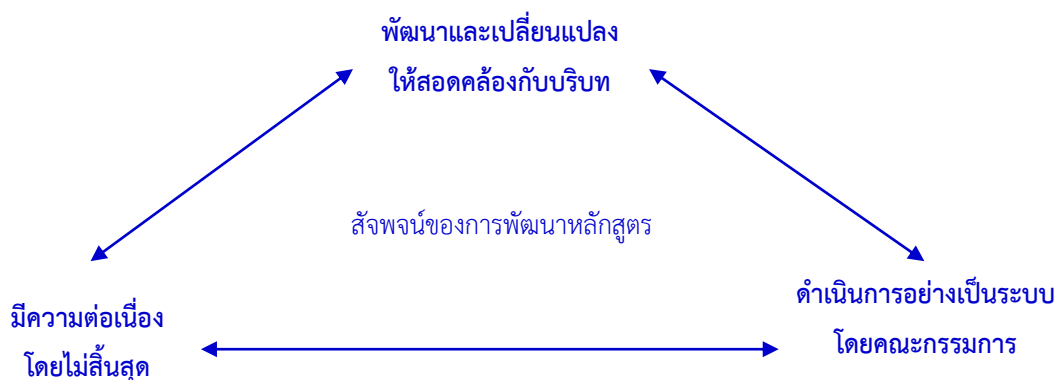 พัฒนาและเปลี่ยนแปลง
ให้สอดคล้องกับบริบท
สัจพจน์ของการพัฒนาหลักสูตร
มีความต่อเนื่อง
โดยไม่สิ้นสุด
ดำเนินการอย่างเป็นระบบ
โดยคณะกรรมการ